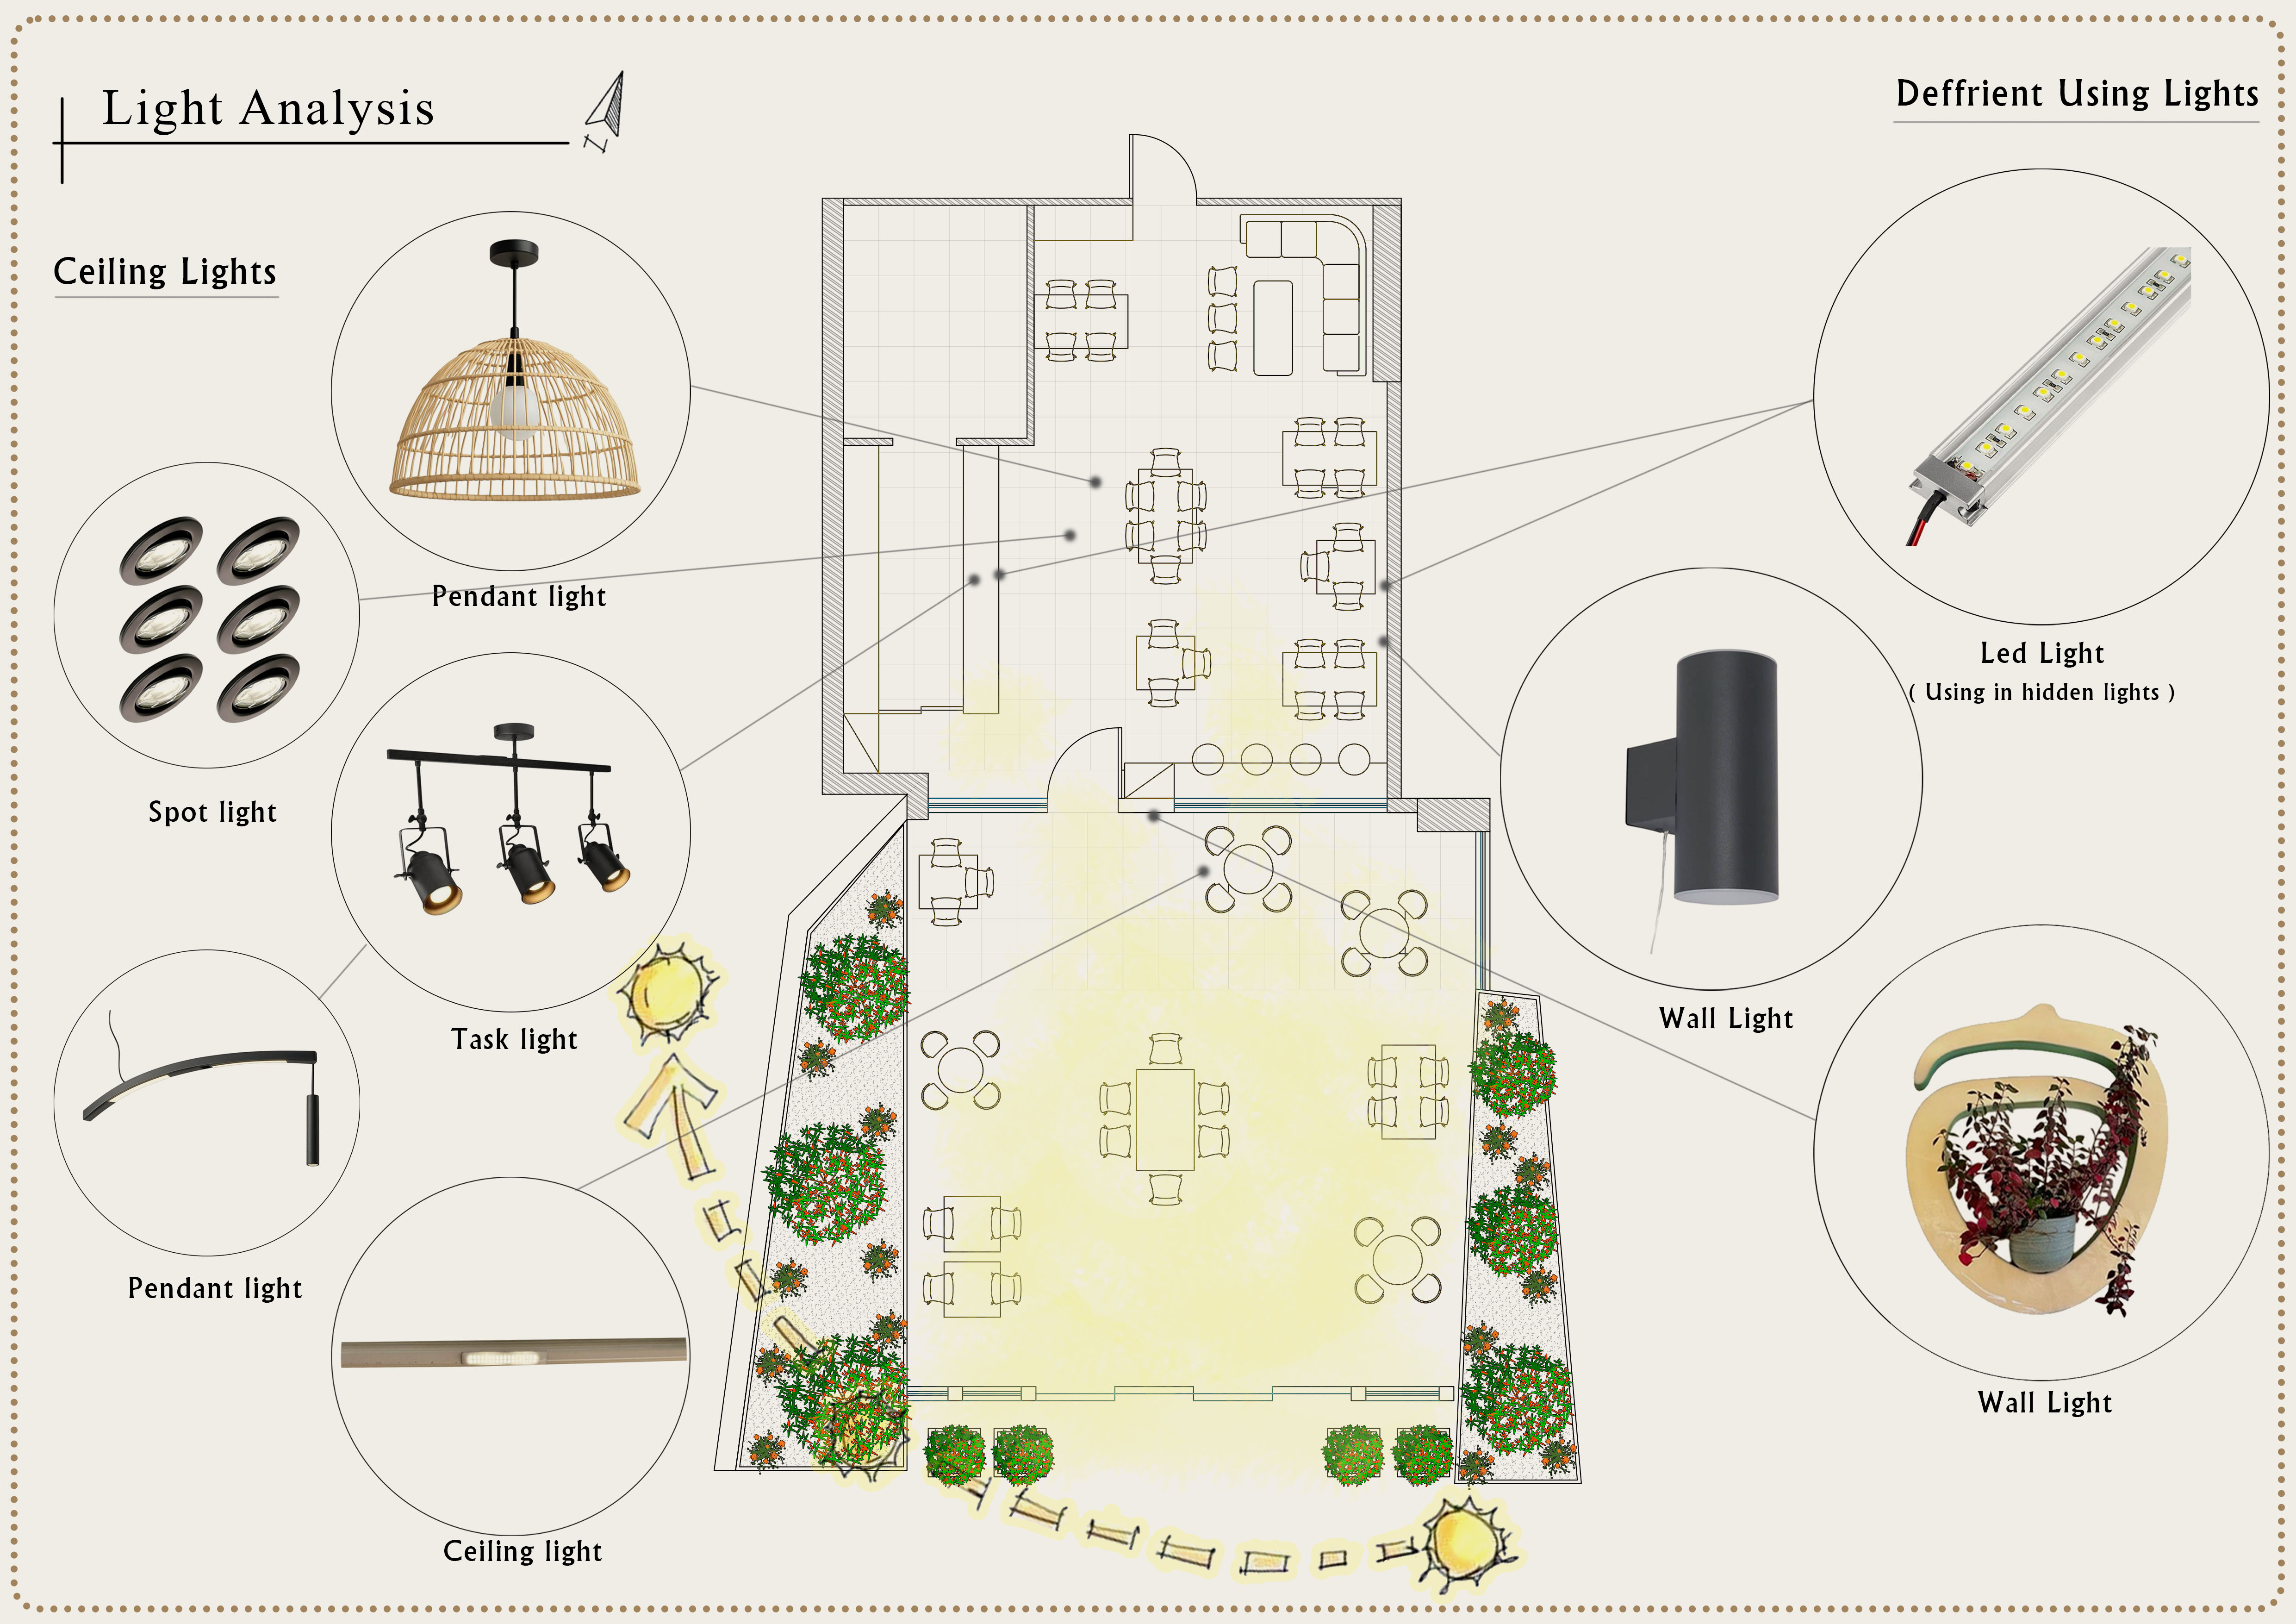 Light Analysis
N
Deffrient Using Lights
Ceiling Lights
Pendant light
Spot light
Task light
Pendant light
Ceiling light
Led Light
( Using in hidden lights )
Wall Light
Wall Light